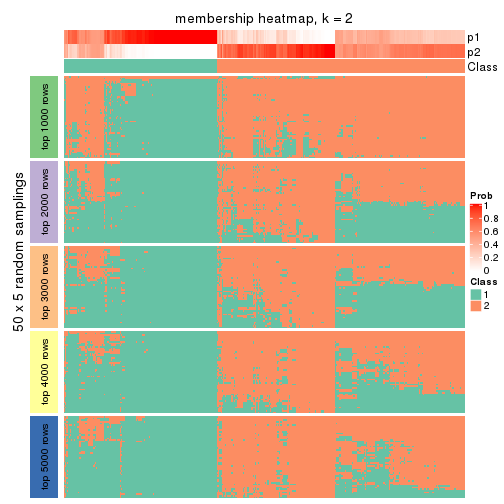 membership heatmap, k = 2
p1
p2
Class
50 x 5 random samplings
top 1000 rows
top 2000 rows
top 3000 rows
top 4000 rows
top 5000 rows
Prob
1
0.8
0.6
0.4
0.2
0
Class
1
2